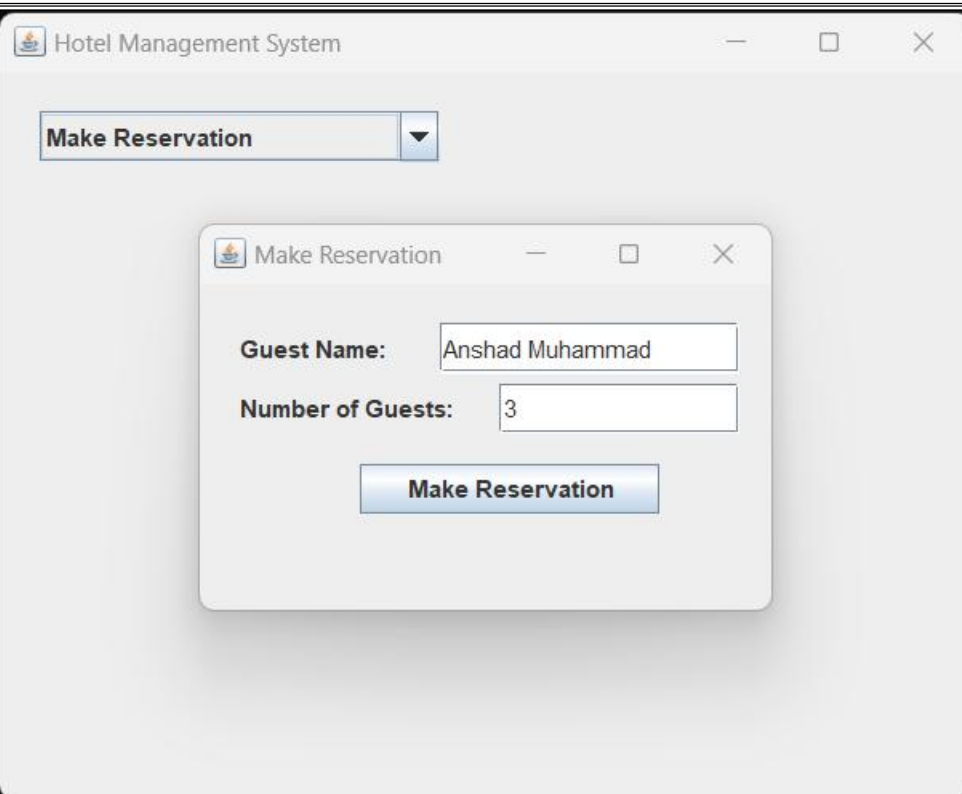 Hotel Management System
Make Reservation
Make Reservation
Guest Name: Anshad Muhammad
Number of Guests: 3
Make Reservation